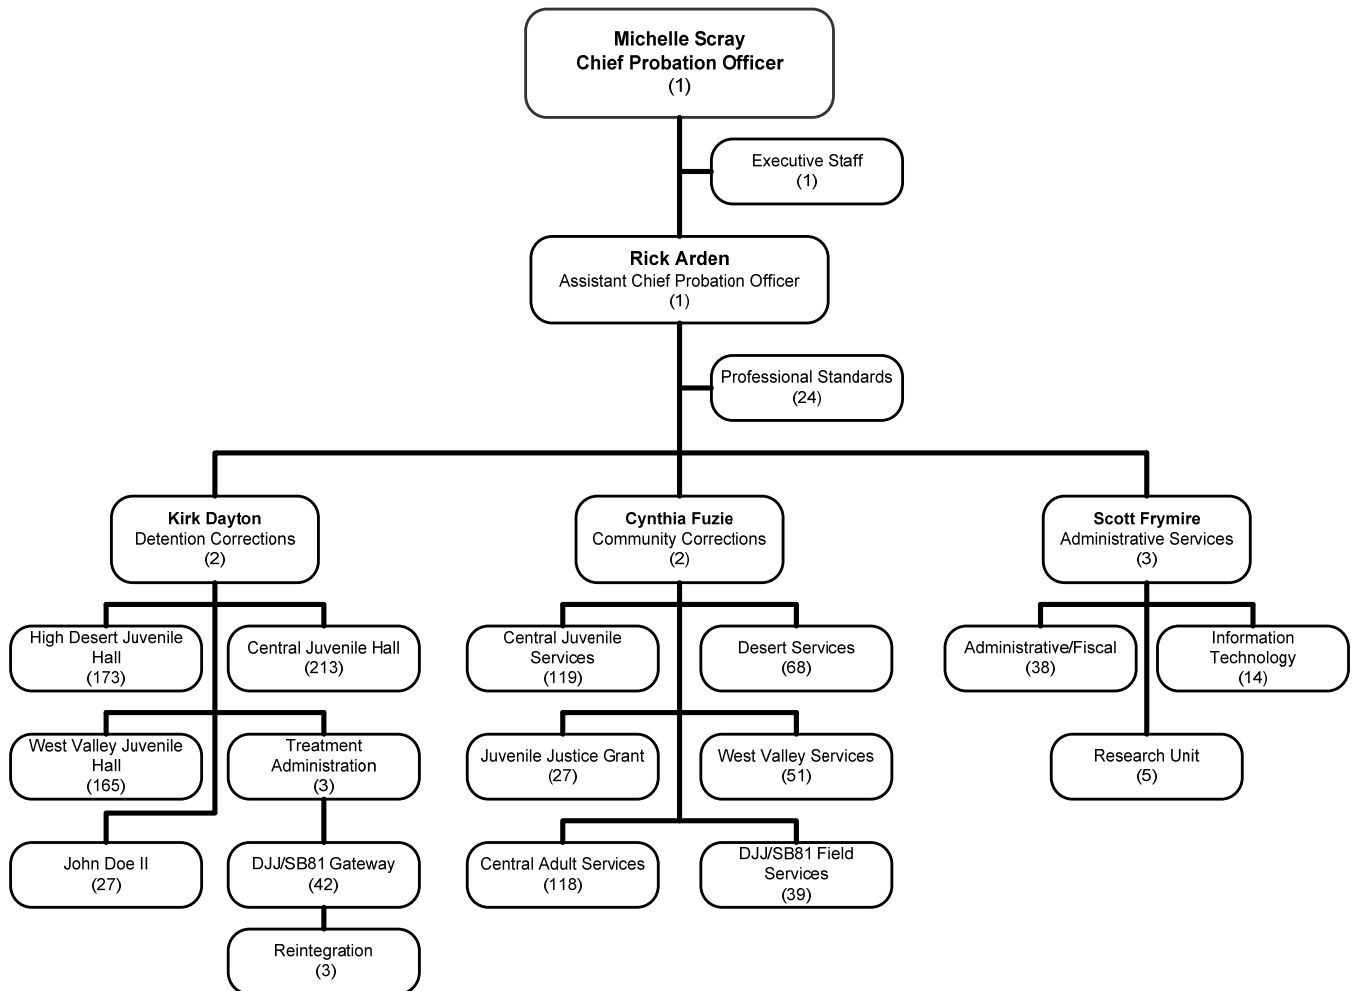 Michelle Scray
Chief Probation Officer
(1)
Executive Staff
(1)
Rick Arden
Assistant Chief Probation Officer
(1)
Professional Standards
(24)
Kirk Dayton
Detention Corrections
(2)
Cynthia Fuzie
Community Corrections
(2)
Scott Frymire
Administrative Services
(3)
High Desert Juvenile
Hall
(173)
Central Juvenile Hall
(213)
Central Juvenile
Services
(119)
Desert Services
(68)
Administrative/Fiscal
(38)
Information
Technology
(14)
West Valley Juvenile
Hall
(165)
Treatment
Administration
(3)
Juvenile Justice Grant
(27)
West Valley Services
(51)
Research Unit
(5)
John Doe II
(27)
DJJ/SB81 Gateway
(42)
Central Adult Services
(118)
DJJ/SB81 Field
Services
(39)
Reintegration
(3)